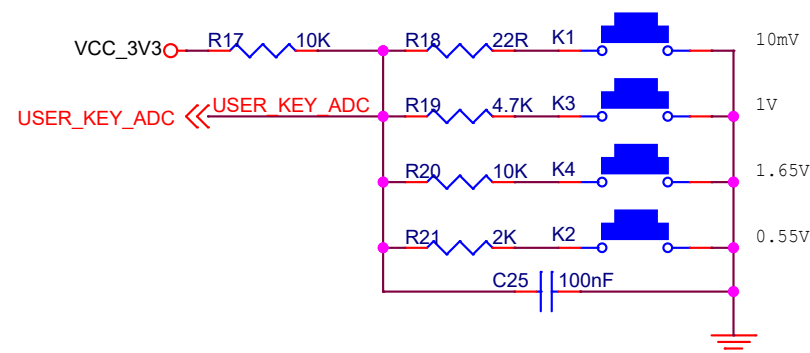 VCC_3V3 R17 10K R18 22R K1 10mV
USER_KEY_ADC USER_KEY_ADC R19 4.7K K3 1V
R20 10K K4 1.65V
R21 2K K2 0.55V
C25 100nF